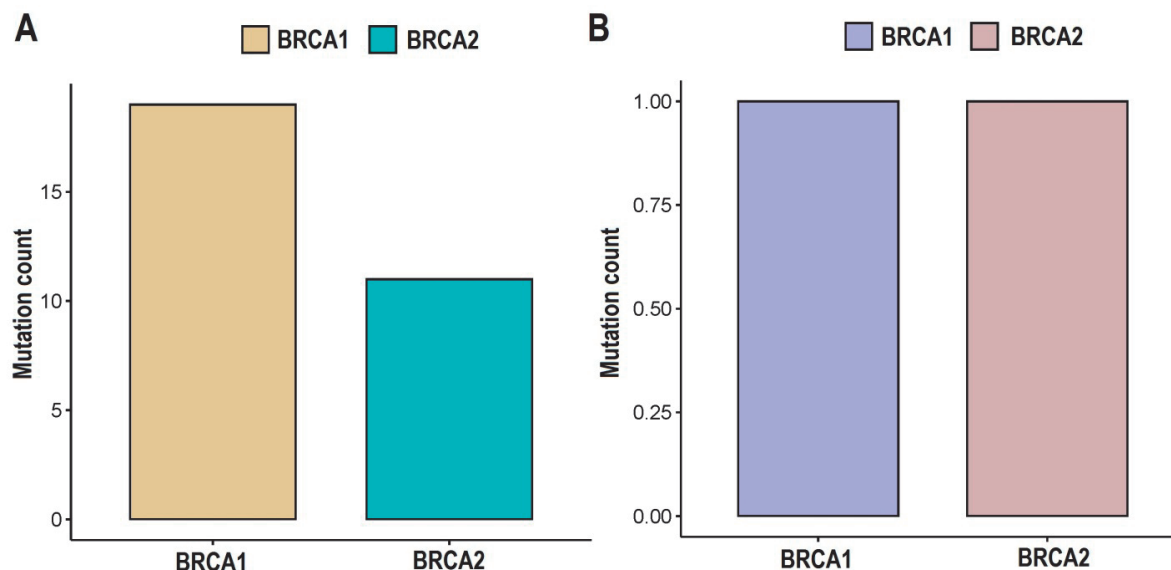 A
BRCA1 BRCA2
Mutation count
15
10
5
0
BRCA1 BRCA2
B
BRCA1 BRCA2
Mutation count
1.00
0.75
0.50
0.25
0.00
BRCA1 BRCA2